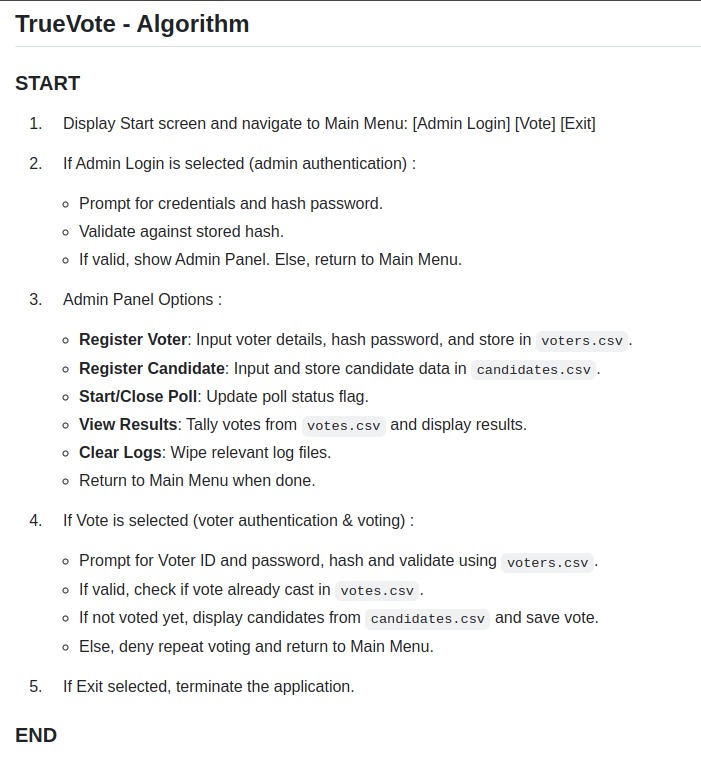 TrueVote - Algorithm
START
1. Display Start screen and navigate to Main Menu: [Admin Login] [Vote] [Exit]
2. If Admin Login is selected (admin authentication) :
Prompt for credentials and hash password.
Validate against stored hash.
If valid, show Admin Panel. Else, return to Main Menu.
3. Admin Panel Options :
Register Voter: Input voter details, hash password, and store in voters.csv.
Register Candidate: Input and store candidate data in candidates.csv.
Start/Close Poll: Update poll status flag.
View Results: Tally votes from votes.csv and display results.
Clear Logs: Wipe relevant log files.
Return to Main Menu when done.
4. If Vote is selected (voter authentication & voting) :
Prompt for Voter ID and password, hash and validate using voters.csv.
If valid, check if vote already cast in votes.csv.
If not voted yet, display candidates from candidates.csv and save vote.
Else, deny repeat voting and return to Main Menu.
5. If Exit selected, terminate the application.
END